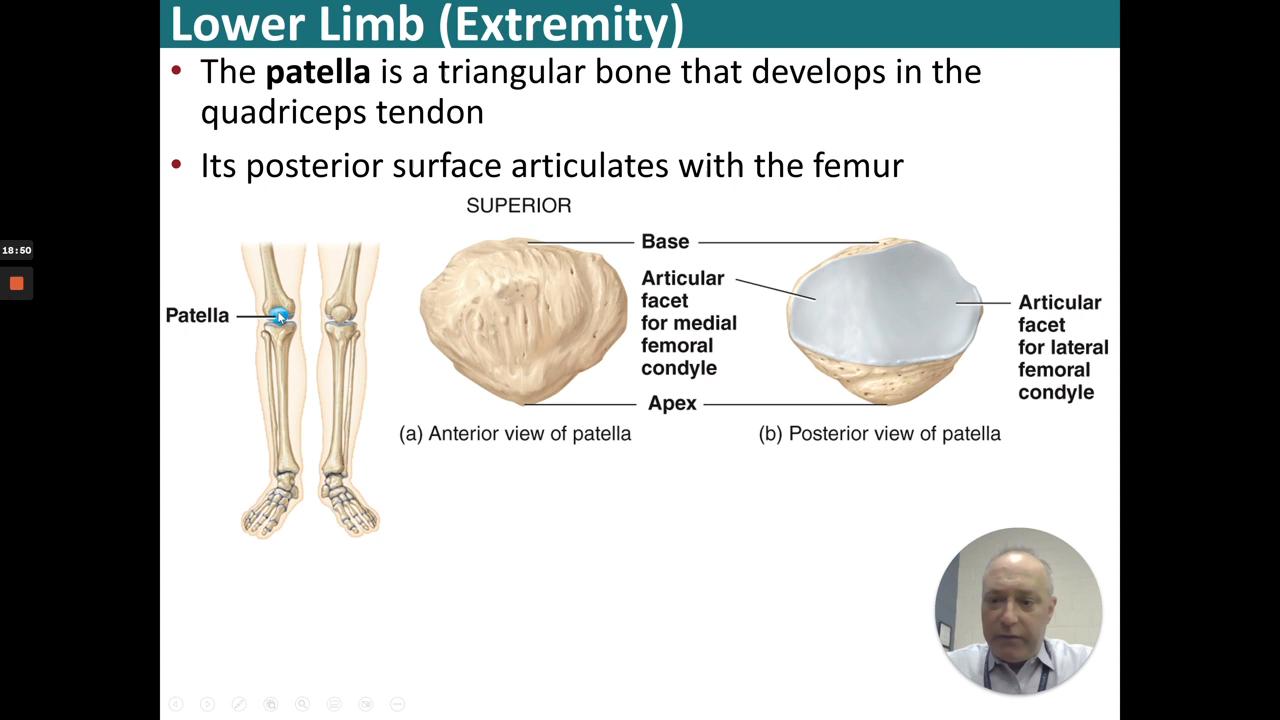 Lower Limb (Extremity)
• The patella is a triangular bone that develops in the
quadriceps tendon
• Its posterior surface articulates with the femur
SUPERIOR
18:50
Patella
Base
Articular
facet
for medial
femoral
condyle
Apex
Articular
facet
for lateral
femoral
condyle
(a) Anterior view of patella
(b) Posterior view of patella